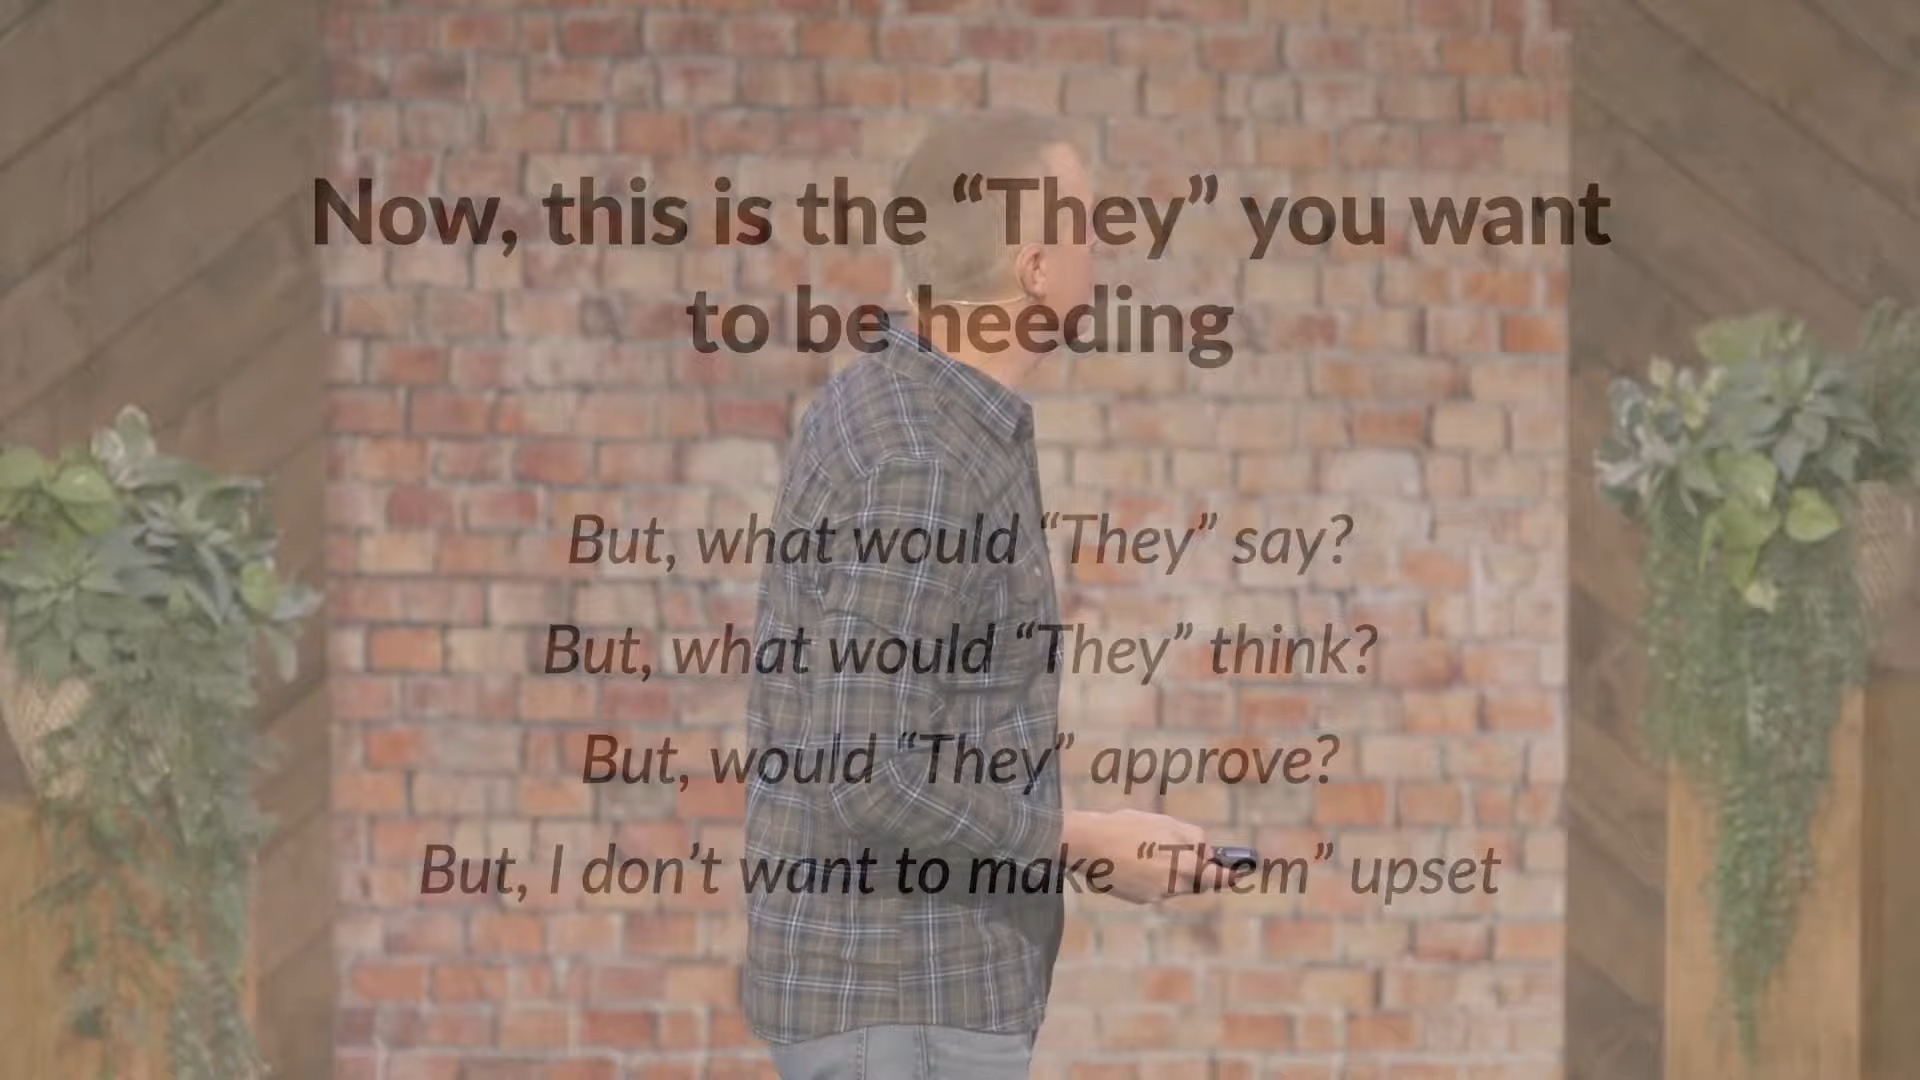 Now, this is the “They” you want
to be heeding
But, what would “They” say?
But, what would “They” think?
But, would “They” approve?
But, I don’t want to make “Them” upset